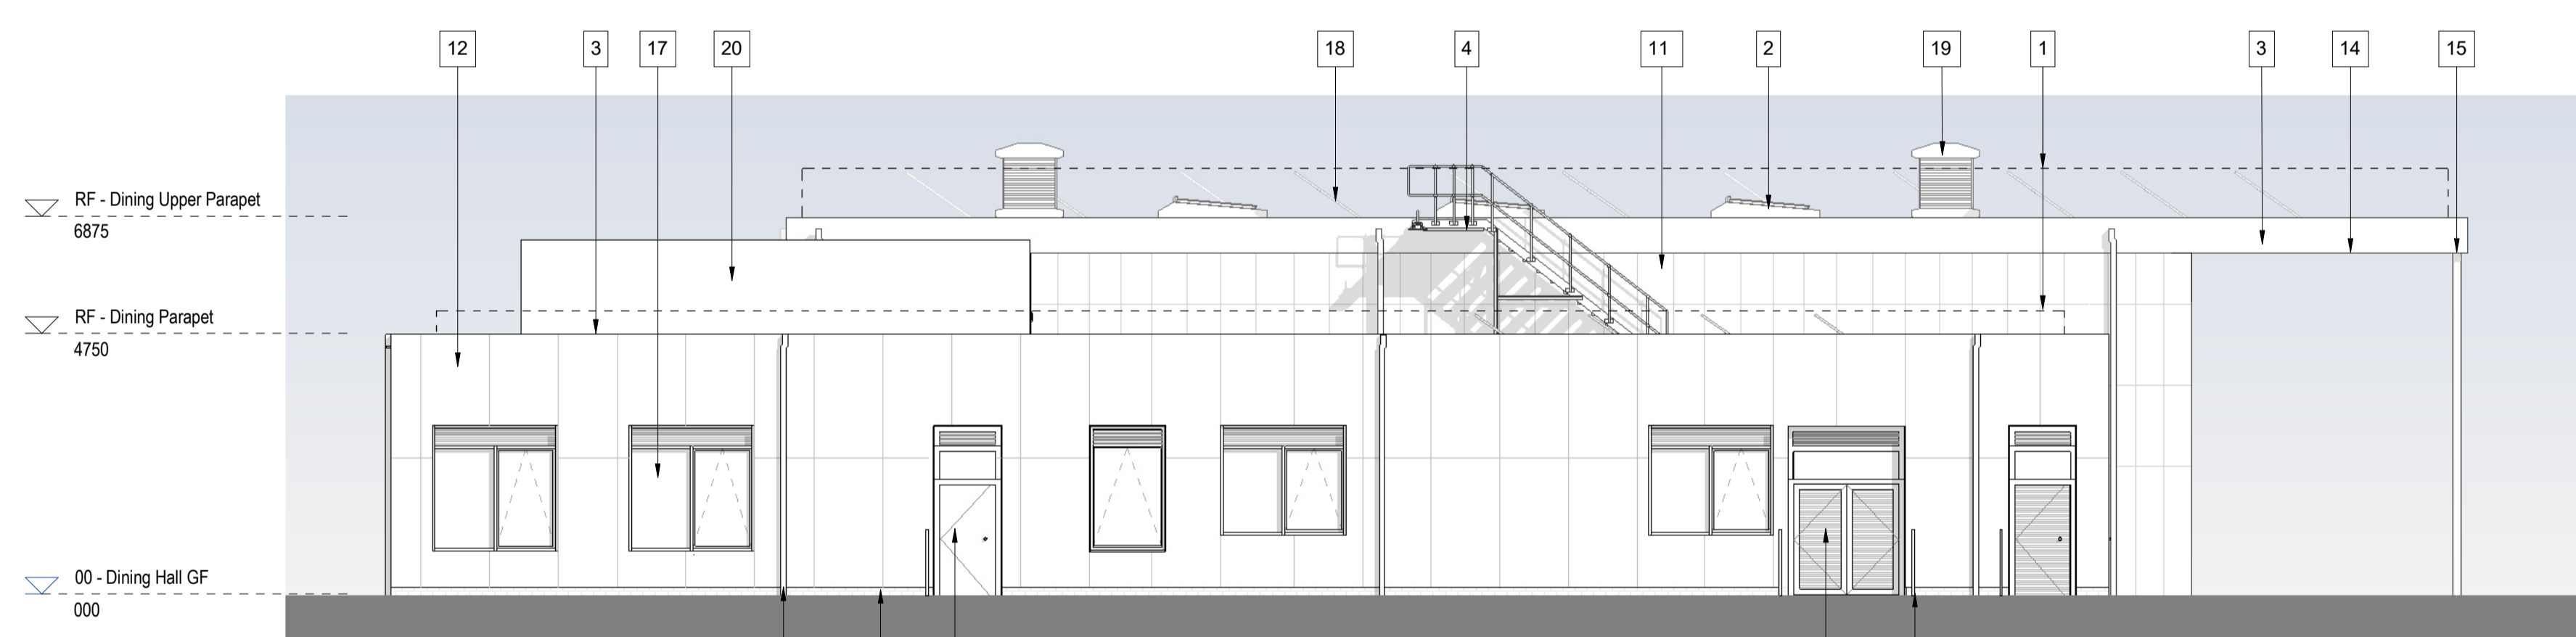 12 3 17 20 18 4 11 2 19 1 3 14 15
RF - Dining Upper Parapet
6875
RF - Dining Parapet
4750
00 - Dining Hall GF
000